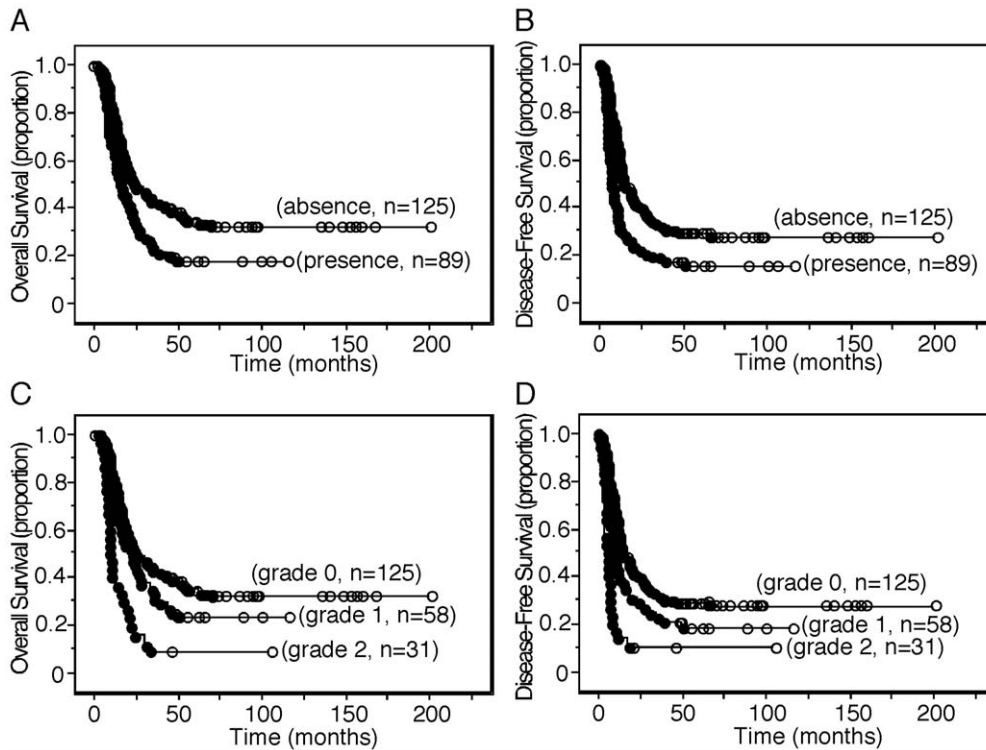 A
Overall Survival (proportion)
1.0
0.8
0.6
0.4
0.2
0
(absence, n=125)
(presence, n=89)
0 50 100 150 200
Time (months)
B
Disease-Free Survival (proportion)
1.0
0.8
0.6
0.4
0.2
0
(absence, n=125)
(presence, n=89)
0 50 100 150 200
Time (months)
C
Overall Survival (proportion)
1.0
0.8
0.6
0.4
0.2
0
(grade 0, n=125)
(grade 1, n=58)
(grade 2, n=31)
0 50 100 150 200
Time (months)
D
Disease-Free Survival (proportion)
1.0
0.8
0.6
0.4
0.2
0
(grade 0, n=125)
(grade 1, n=58)
(grade 2, n=31)
0 50 100 150 200
Time (months)